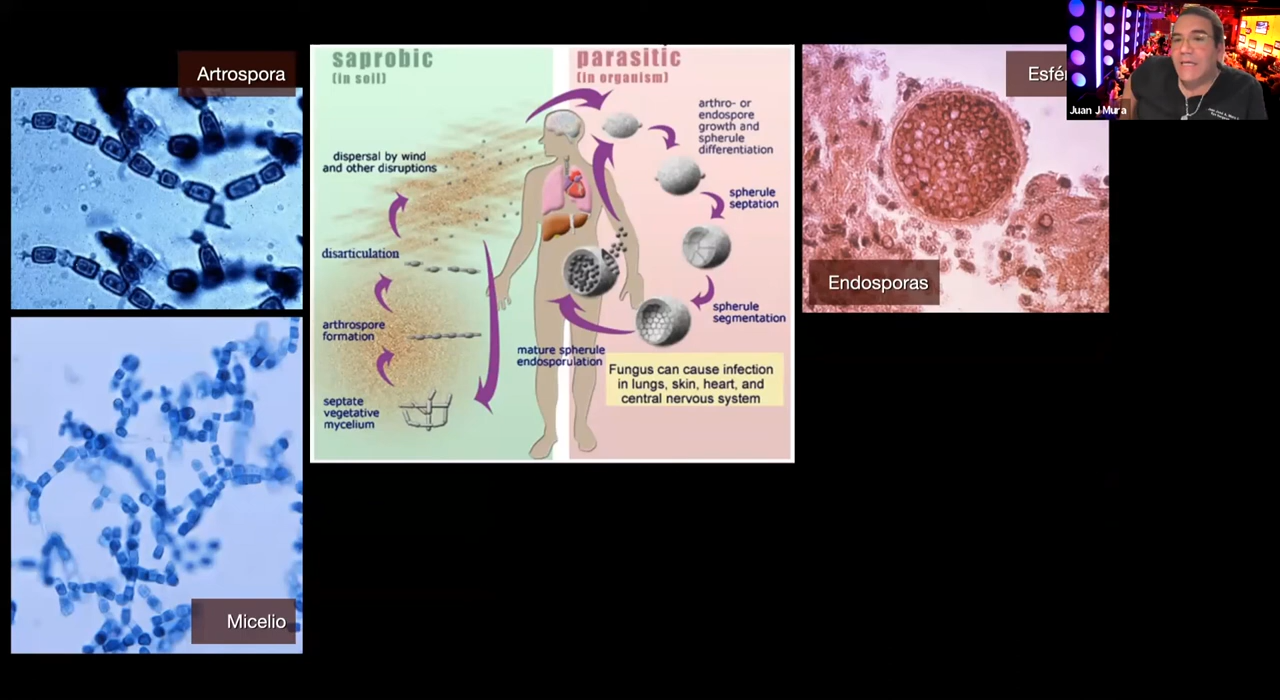 Artrospora
Micelio
saprobic
(in soil)
dispersal by wind
and other disruptions
disarticulation
arthrospore
formation
septate
vegetative
mycelium
parasitic
(in organism)
arthro- or
endospore
growth and
spherule
differentiation
spherule
septation
spherule
segmentation
mature spherule
endosporulation
Fungus can cause infection
in lungs, skin, heart, and
central nervous system
Endosporas
Juan J Mura